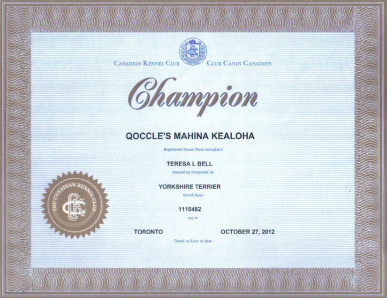 CANADIAN KENNEL CLUB CLUB CANIN CANADIEN
Champion
QOCCLE'S MAHINA KEALOHA
TERESA L BELL
YORKSHIRE TERRIER
1115482
TORONTO OCTOBER 27, 2012